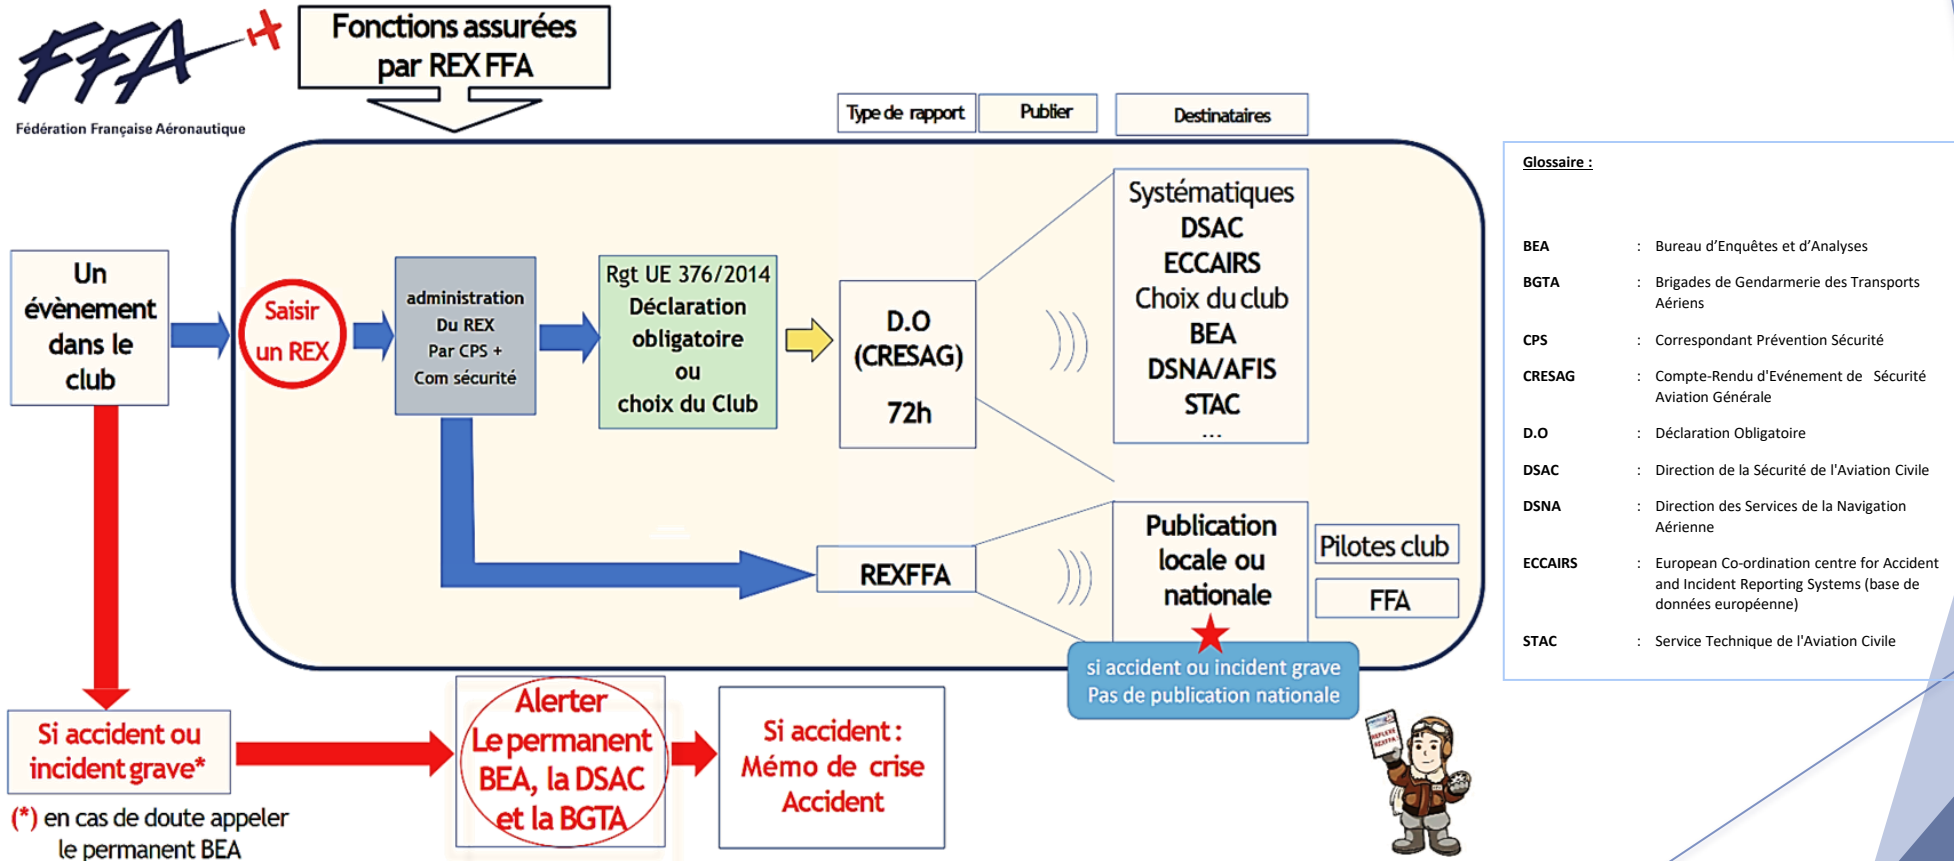 FFA
Fédération Française Aéronautique
Fonctions assurées
par REX FFA
Type de rapport
Publier
Destinataires
Un
évènement
dans le
club
Saisir
un REX
administration
Du REX
Par CPS +
Com sécurité
Rgt UE 376/2014
Déclaration
obligatoire
ou
choix du Club
D.O
(CRESAG)
72h
Systématiques
DSAC
ECCAIRS
Choix du club
BEA
DSNA/AFIS
STAC
...
REXFFA
Publication
locale ou
nationale
Pilotes club
FFA
si accident ou incident grave
Pas de publication nationale
Si accident ou
incident grave*
(*) en cas de doute appeler
le permanent BEA
Alerter
Le permanent
BEA, la DSAC
et la BGTA
Si accident :
Mémo de crise
Accident
Glossaire :
BEA : Bureau d’Enquêtes et d’Analyses
BGTA : Brigades de Gendarmerie des Transports
Aériens
CPS : Correspondant Prévention Sécurité
CRESAG : Compte-Rendu d'Evénement de Sécurité
Aviation Générale
D.O : Déclaration Obligatoire
DSAC : Direction de la Sécurité de l'Aviation Civile
DSNA : Direction des Services de la Navigation
Aérienne
ECCAIRS : European Co-ordination centre for Accident
and Incident Reporting Systems (base de
données européenne)
STAC : Service Technique de l'Aviation Civile